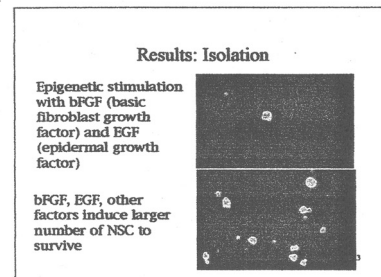 Results: Isolation
Epigenetic stimulation
with bFGF (basic
fibroblast growth
factor) and EGF
(epidermal growth
factor)
bFGF, EGF, other
factors induce larger
number of NSC to
survive
3